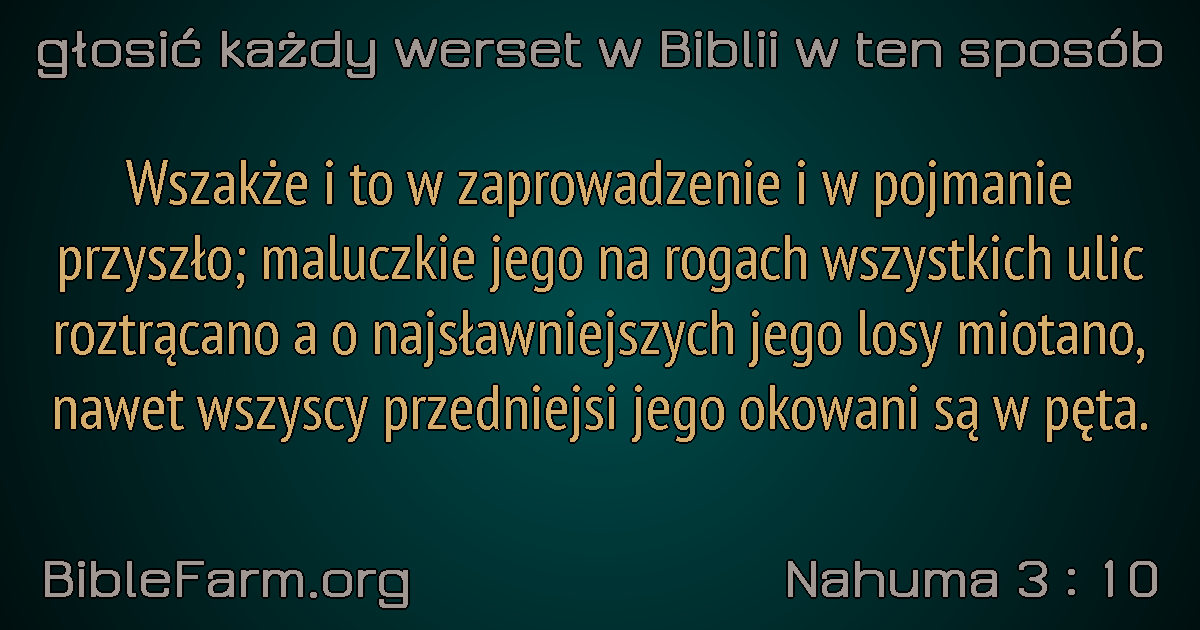 głosić każdy werset w Biblii w ten sposób
Wszakże i to w zaprowadzenie i w pojmanie
przyszło; maluczkie jego na rogach wszystkich ulic
roztrącano a o najsławniejszych jego losy miotano,
nawet wszyscy przedniejsi jego okowani są w pęta.
BibleFarm.org
Nahuma 3 : 10